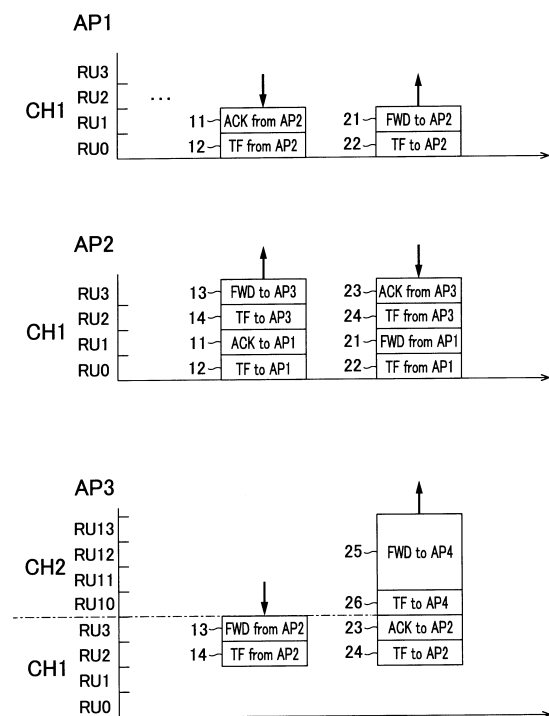 AP1
CH1
RU3
RU2 ...
RU1 11 ACK from AP2 21 FWD to AP2
RU0 12 TF from AP2 22 TF to AP2
AP2
CH1
RU3 13 FWD to AP3 23 ACK from AP3
RU2 14 TF to AP3 24 TF from AP3
RU1 11 ACK to AP1 21 FWD from AP1
RU0 12 TF to AP1 22 TF from AP1
AP3
CH2
RU13
RU12 25 FWD to AP4
RU11
RU10 26 TF to AP4
CH1
RU3 13 FWD from AP2 23 ACK to AP2
RU2 14 TF from AP2 24 TF to AP2
RU1
RU0